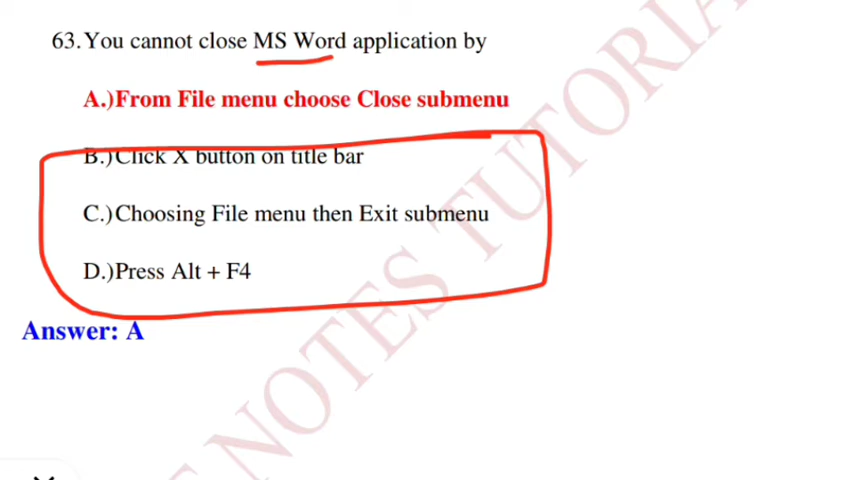 63.You cannot close MS Word application by
A.)From File menu choose Close submenu
B.)Click X button on title bar
C.)Choosing File menu then Exit submenu
D.)Press Alt + F4
Answer: A
NOTES TUTORIA